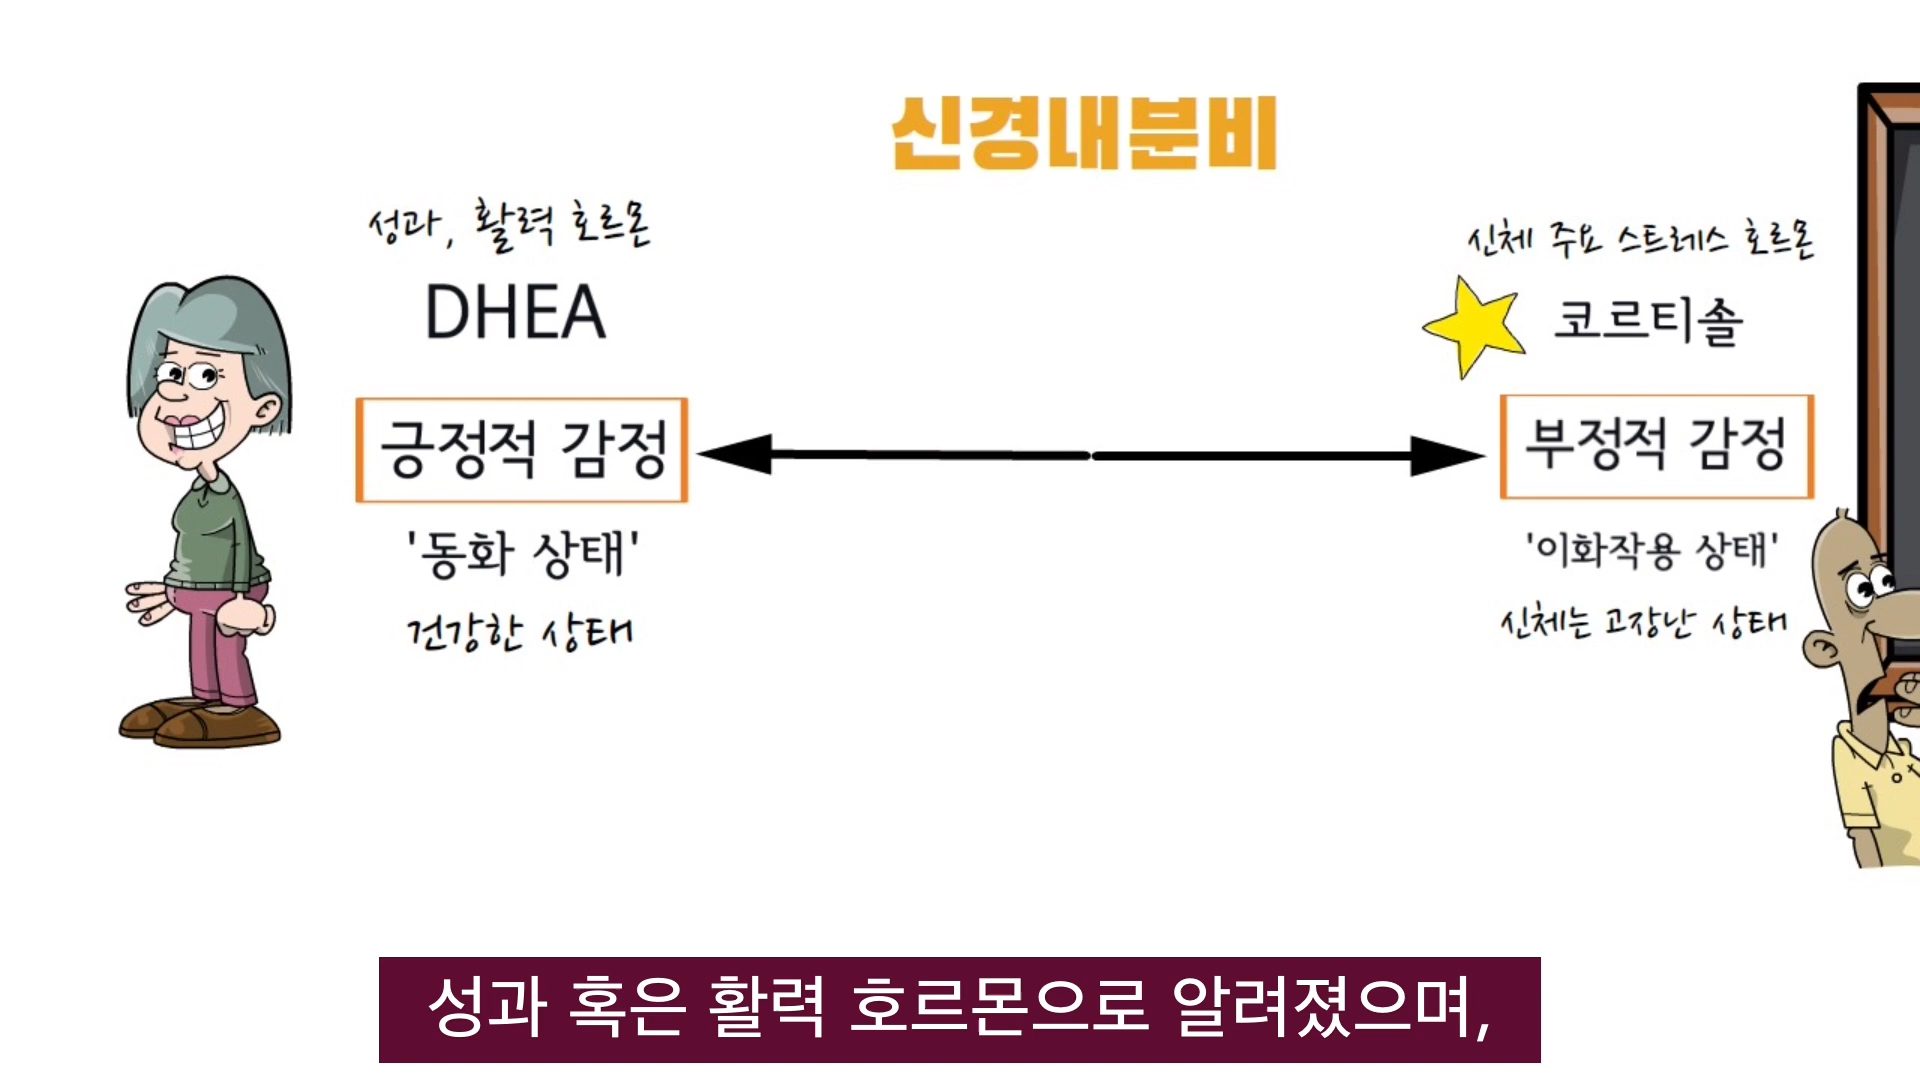 신경내분비
성과, 활력 호르몬
DHEA
긍정적 감정
'동화 상태'
건강한 상태
신체 주요 스트레스 호르몬
코르티솔
부정적 감정
'이화작용 상태'
신체는 고장난 상태
성과 혹은 활력 호르몬으로 알려졌으며,